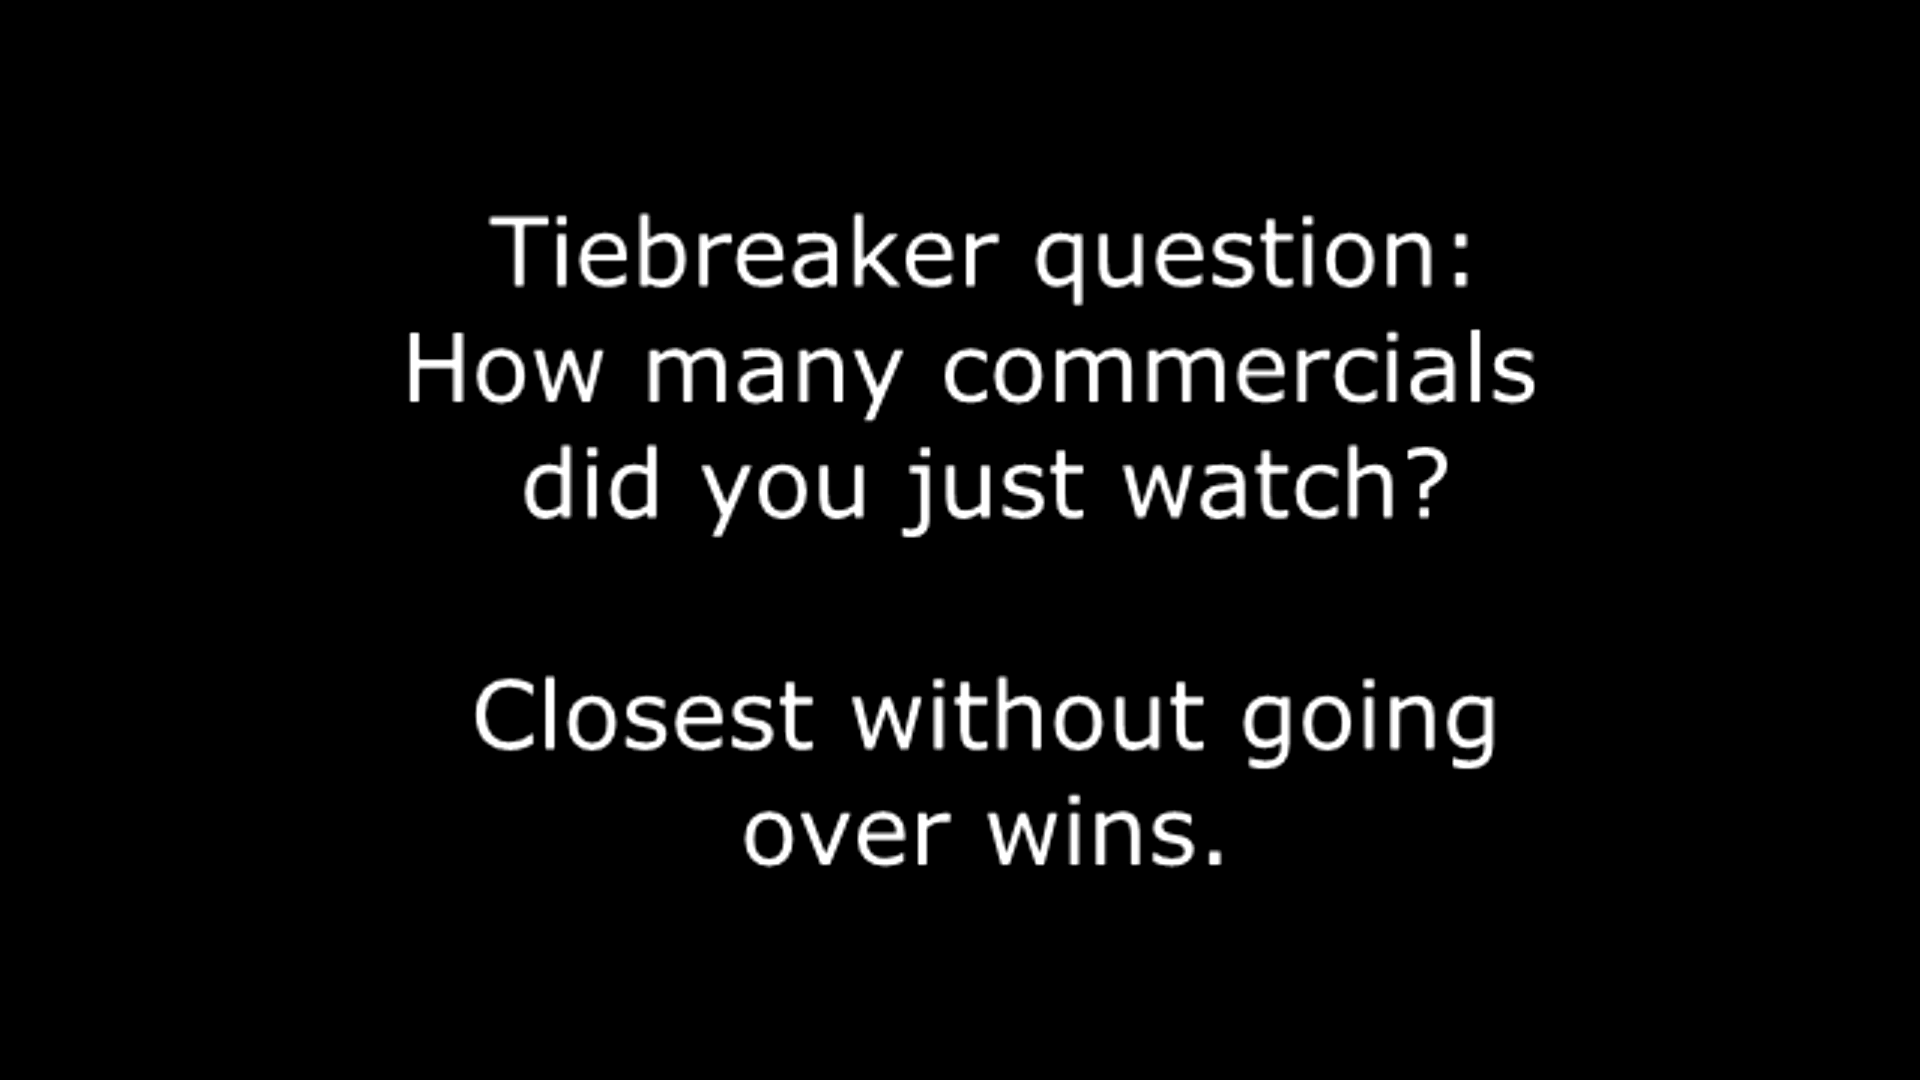 Tiebreaker question:
How many commercials
did you just watch?
Closest without going
over wins.